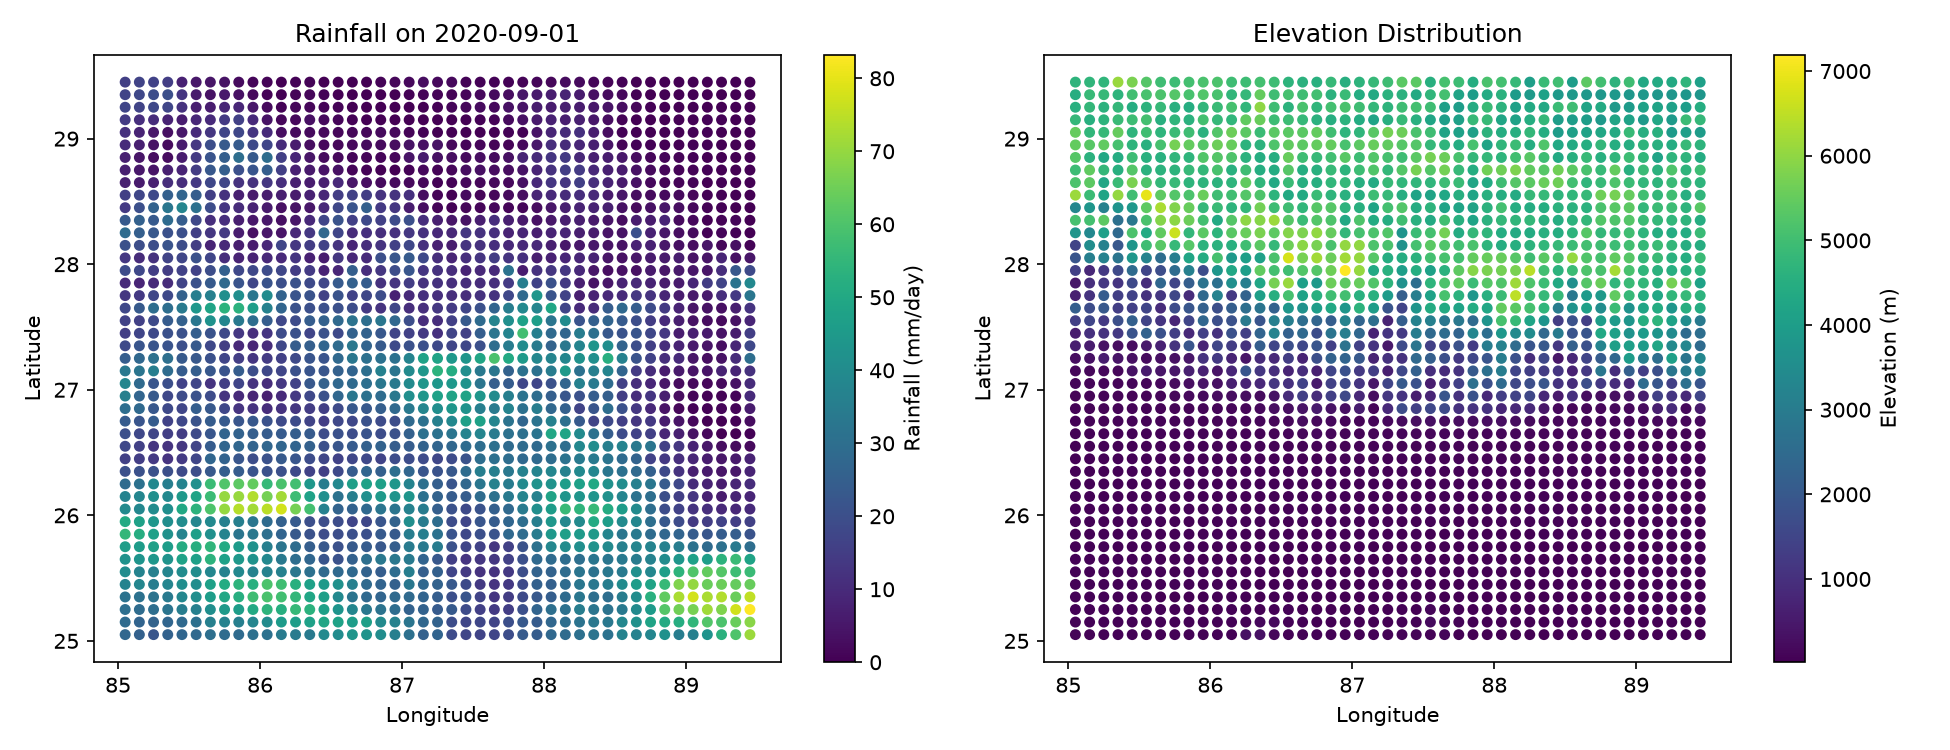 Rainfall on 2020-09-01
Latitude
29
28
27
26
25
85 86 87 88 89
Longitude
80
70
60
50
40
30
20
10
0
Rainfall (mm/day)
Elevation Distribution
Latitude
29
28
27
26
25
85 86 87 88 89
Longitude
7000
6000
5000
4000
3000
2000
1000
Elevation (m)